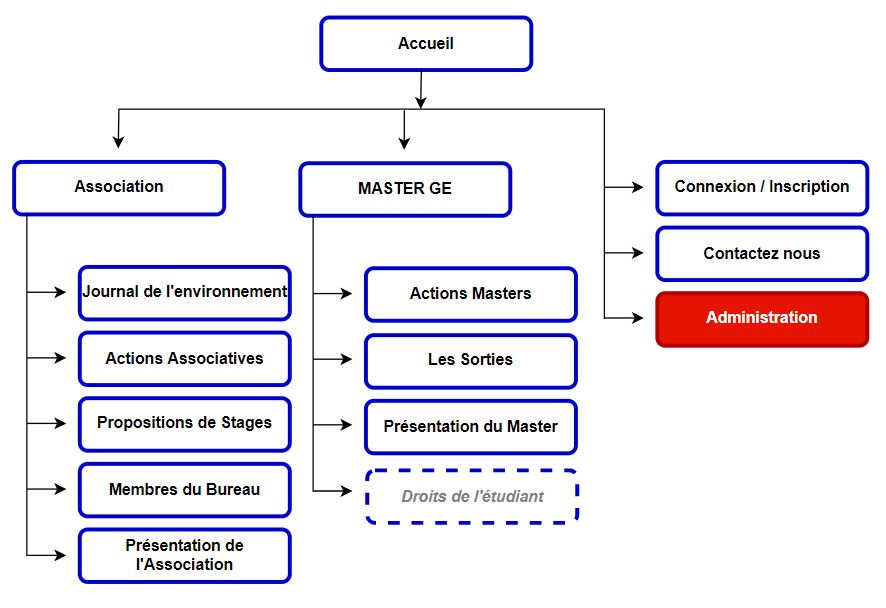 Accueil
Association
MASTER GE
Connexion / Inscription
Contactez nous
Administration
Journal de l'environnement
Actions Associatives
Propositions de Stages
Membres du Bureau
Présentation de
l'Association
Actions Masters
Les Sorties
Présentation du Master
Droits de l'étudiant